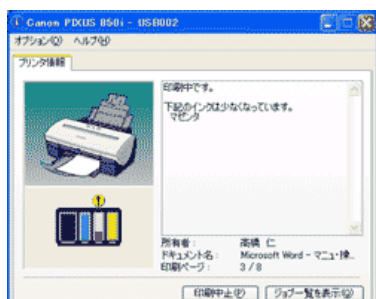 Canon PIXUS 850i - USB002
オプション(O) ヘルプ(H)
プリンタ情報
印刷中です。
下記のインクは少なくなっています。
マゼンタ
所有者： 高橋 仁
ドキュメント名： Microsoft Word - マニュ・操...
印刷ページ： 3 / 8
印刷中止(P) ジョブ一覧を表示(Q)